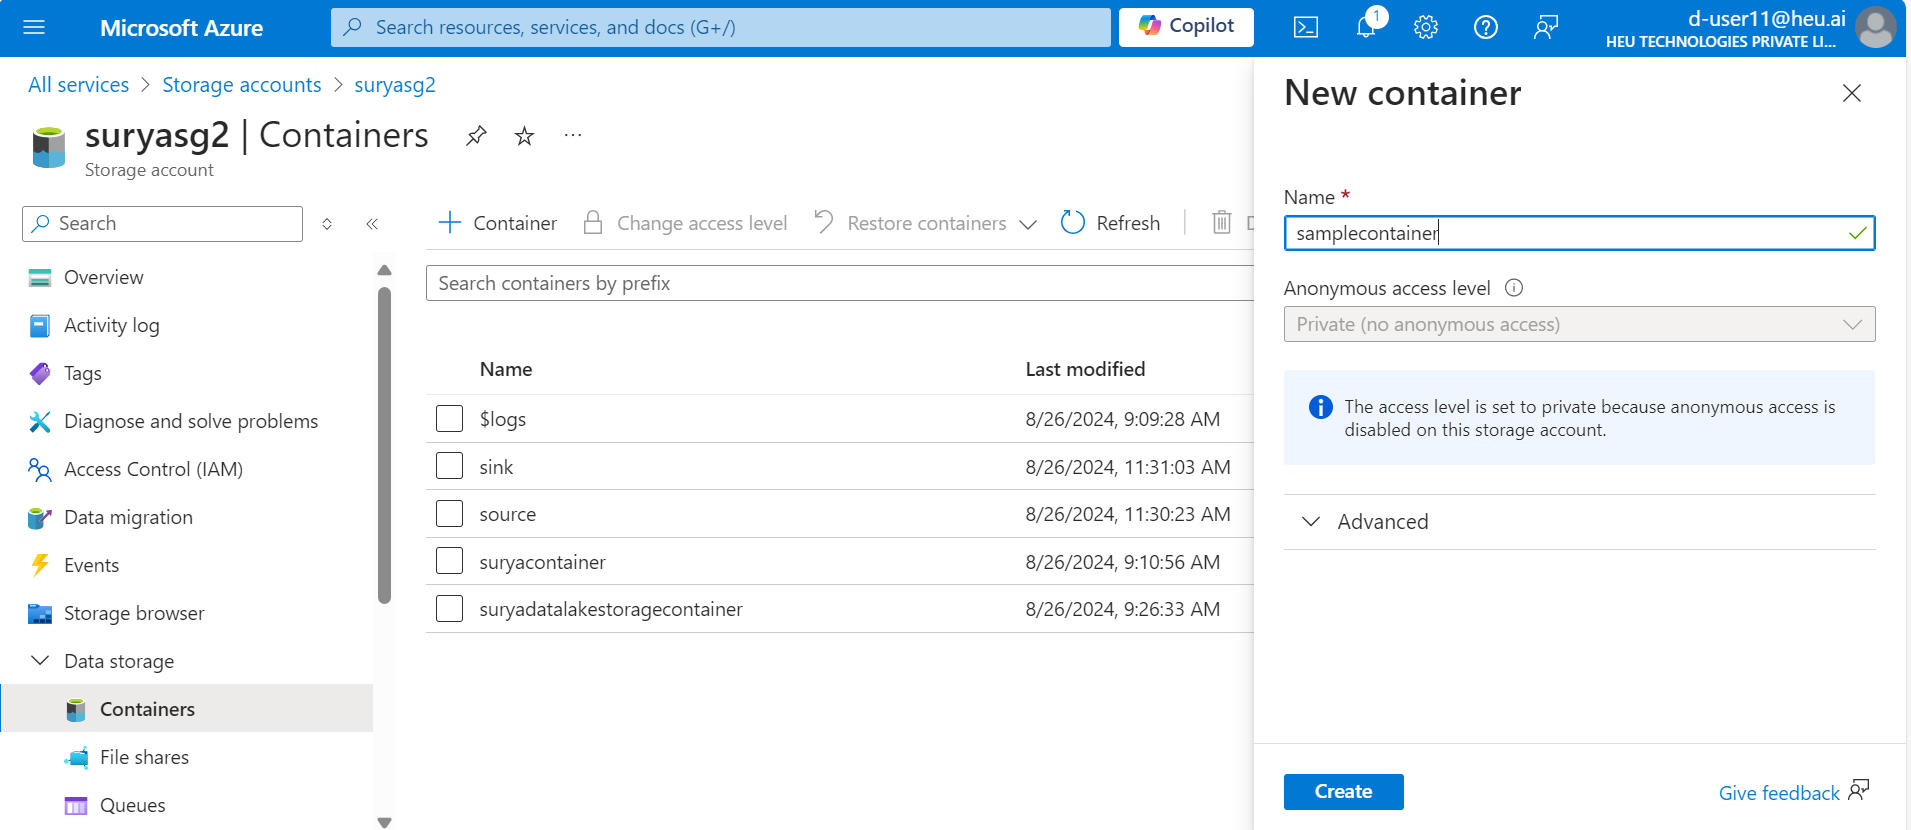 Microsoft Azure
Search resources, services, and docs (G+/)
Copilot
1
d-user11@heu.ai
HEU TECHNOLOGIES PRIVATE LI...
All services > Storage accounts > suryasg2
suryasg2 | Containers
Storage account
Search
Overview
Activity log
Tags
Diagnose and solve problems
Access Control (IAM)
Data migration
Events
Storage browser
Data storage
Containers
File shares
Queues
Container
Change access level
Restore containers
Refresh
Search containers by prefix
Name Last modified
$logs 8/26/2024, 9:09:28 AM
sink 8/26/2024, 11:31:03 AM
source 8/26/2024, 11:30:23 AM
suryacontainer 8/26/2024, 9:10:56 AM
suryadatalakestoragecontainer 8/26/2024, 9:26:33 AM
New container
Name *
samplecontainer
Anonymous access level
Private (no anonymous access)
The access level is set to private because anonymous access is
disabled on this storage account.
Advanced
Create
Give feedback